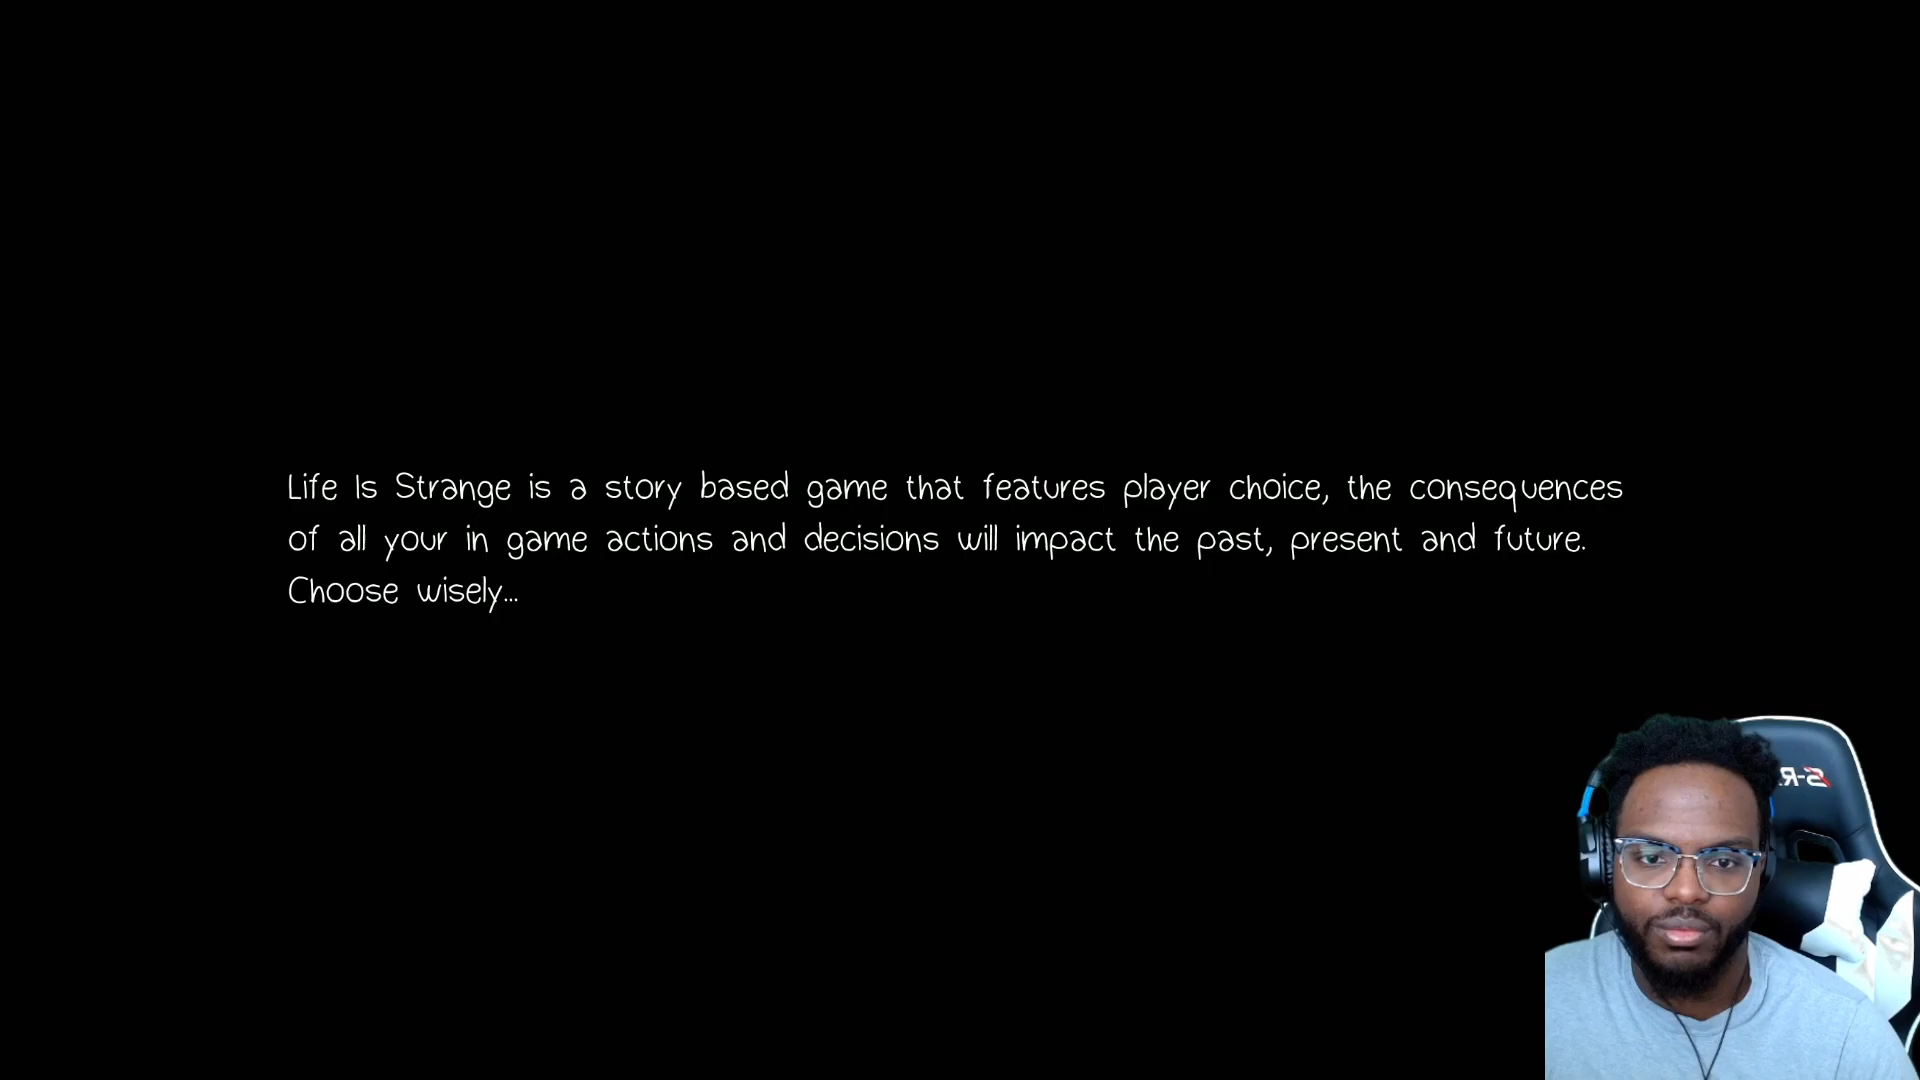 Life Is Strange is a story based game that features player choice, the consequences
of all your in game actions and decisions will impact the past, present and future.
Choose wisely...